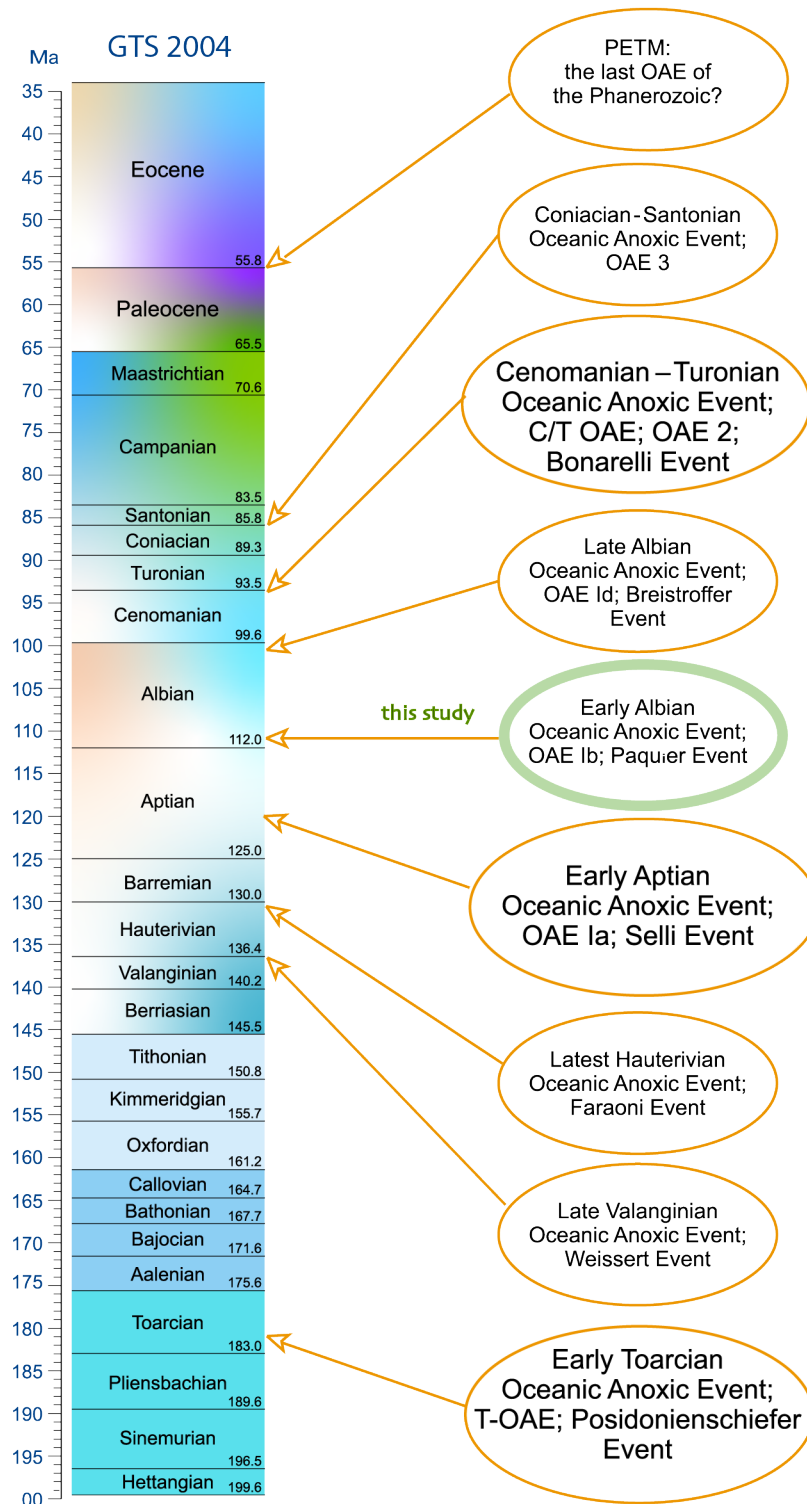 GTS 2004
Ma
35
40
45
50
55
60
65
70
75
80
85
90
95
100
105
110
115
120
125
130
135
140
145
150
155
160
165
170
175
180
185
190
195
00
Eocene
55.8
Paleocene
65.5
Maastrichtian
70.6
Campanian
83.5
Santonian
85.8
Coniacian
89.3
Turonian
93.5
Cenomanian
99.6
Albian
112.0
Aptian
125.0
Barremian
130.0
Hauterivian
136.4
Valanginian
140.2
Berriasian
145.5
Tithonian
150.8
Kimmeridgian
155.7
Oxfordian
161.2
Callovian
164.7
Bathonian
167.7
Bajocian
171.6
Aalenian
175.6
Toarcian
183.0
Pliensbachian
189.6
Sinemurian
196.5
Hettangian
199.6
PETM:
the last OAE of
the Phanerozoic?
Coniacian-Santonian
Oceanic Anoxic Event;
OAE 3
Cenomanian–Turonian
Oceanic Anoxic Event;
C/T OAE; OAE 2;
Bonarelli Event
Late Albian
Oceanic Anoxic Event;
OAE Id; Breistroffer
Event
this study
Early Albian
Oceanic Anoxic Event;
OAE Ib; Paquier Event
Early Aptian
Oceanic Anoxic Event;
OAE Ia; Selli Event
Latest Hauterivian
Oceanic Anoxic Event;
Faraoni Event
Late Valanginian
Oceanic Anoxic Event;
Weissert Event
Early Toarcian
Oceanic Anoxic Event;
T-OAE; Posidonienschiefer
Event